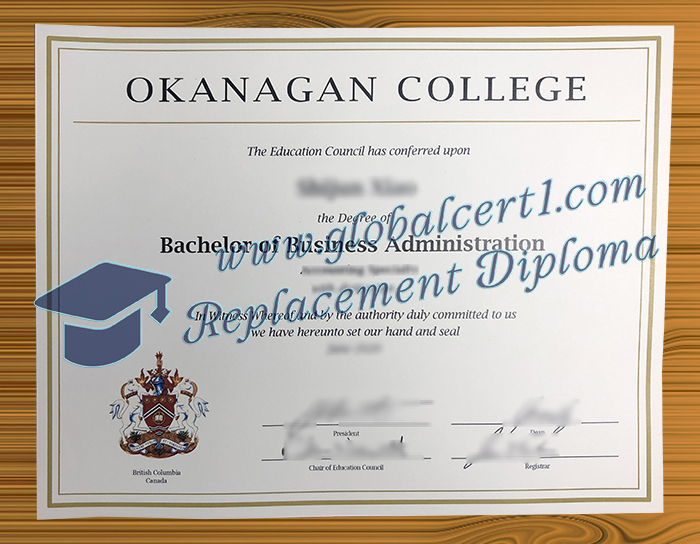 OKANAGAN COLLEGE
The Education Council has conferred upon
the Degree of
Bachelor of Business Administration
www.globalcert1.com
Replacement Diploma
In Witness Whereof and by the authority duly committed to us
we have hereunto set our hand and seal
President
Dean
Chair of Education Council
Registrar
British Columbia
Canada